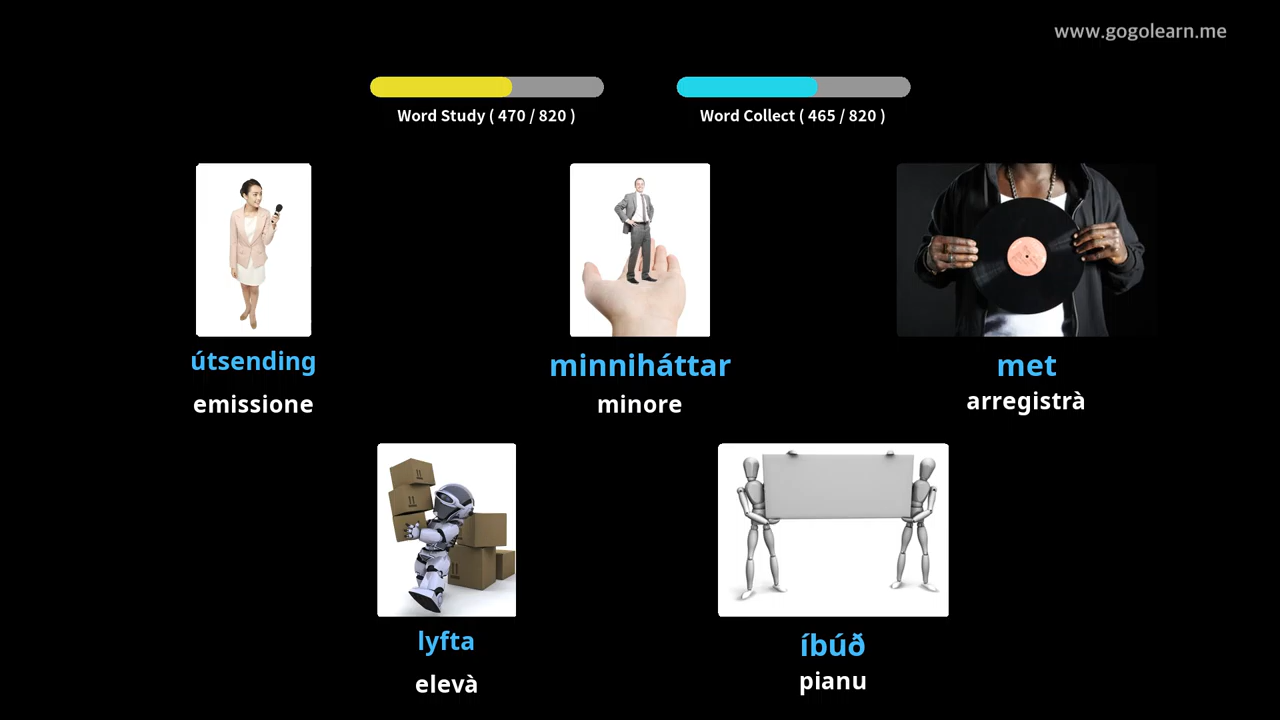 www.gogolearn.me
Word Study ( 470 / 820 )
Word Collect ( 465 / 820 )
útsending
minniháttar
met
emissione
minore
arregistrà
lyfta
íbúð
elevà
pianu